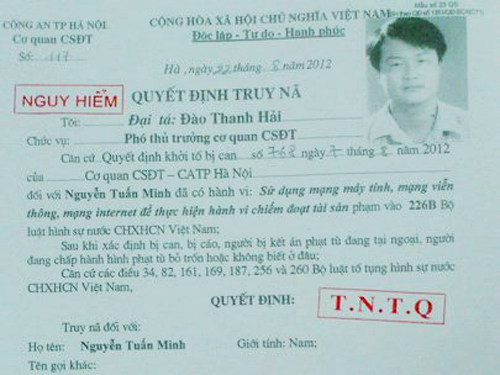 CÔNG AN TP HÀ NỘI
Cơ quan CSĐT
Số: 117
CỘNG HÒA XÃ HỘI CHỦ NGHĨA VIỆT NAM
Độc lập - Tự do - Hạnh phúc
Mẫu số 23 QS
Hà , ngày 22 tháng 8 năm 2012
NGUY HIỂM
QUYẾT ĐỊNH TRUY NÃ
Tôi: Đại tá: Đào Thanh Hải
Chức vụ: Phó thủ trưởng cơ quan CSĐT
Căn cứ Quyết định khởi tố bị can số 768 ngày 7 tháng 8 năm 2012
của Cơ quan CSĐT – CATP Hà Nội
đối với Nguyễn Tuấn Minh đã có hành vi: Sử dụng mạng máy tính, mạng viễn
thông, mạng internet để thực hiện hành vi chiếm đoạt tài sản phạm vào 226B Bộ
luật hình sự nước CHXHCN Việt Nam;
Sau khi xác định bị can, bị cáo, người bị kết án phạt tù đang tại ngoại, người
đang chấp hành hình phạt tù bỏ trốn hoặc không biết ở đâu;
Căn cứ các điều 34, 82, 161, 169, 187, 256 và 260 Bộ luật tố tụng hình sự nước
CHXHCN Việt Nam,
QUYẾT ĐỊNH:
T.N.T.Q
Truy nã đối với:
Họ tên: Nguyễn Tuấn Minh Giới tính: Nam;
Tên gọi khác: